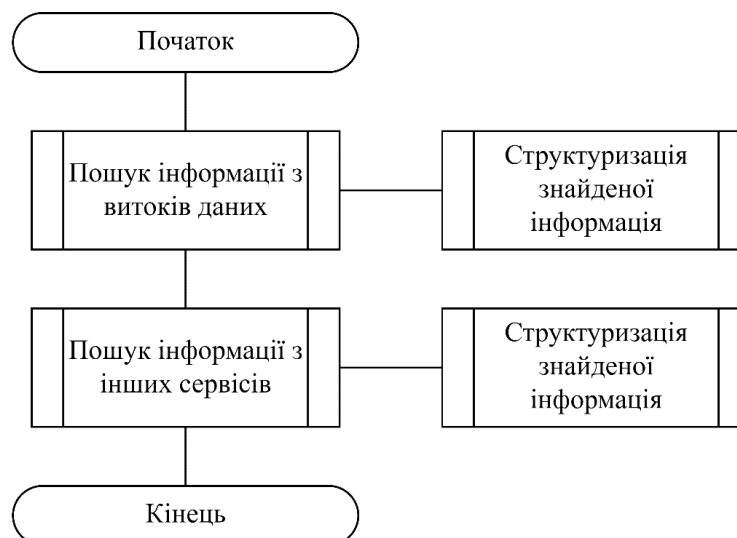 Початок
Пошук інформації з
витоків даних
Структуризація
знайденої
інформація
Пошук інформації з
інших сервісів
Структуризація
знайденої
інформація
Кінець